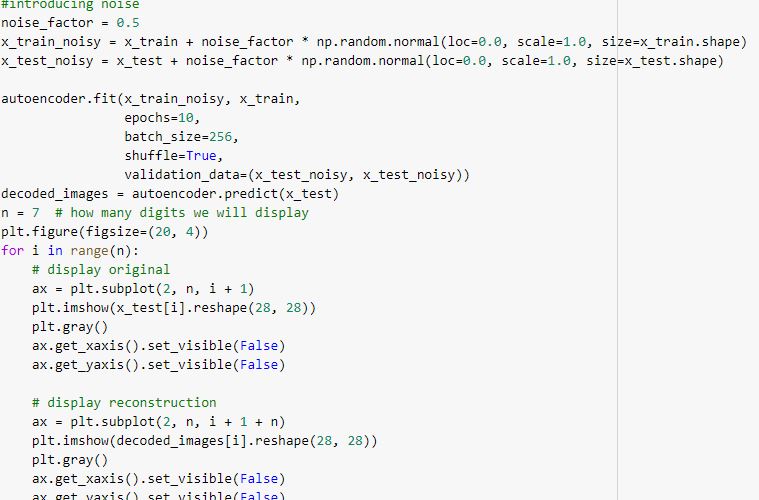 #introducing noise
noise_factor = 0.5
x_train_noisy = x_train + noise_factor * np.random.normal(loc=0.0, scale=1.0, size=x_train.shape)
x_test_noisy = x_test + noise_factor * np.random.normal(loc=0.0, scale=1.0, size=x_test.shape)

autoencoder.fit(x_train_noisy, x_train,
                epochs=10,
                batch_size=256,
                shuffle=True,
                validation_data=(x_test_noisy, x_test_noisy))
decoded_images = autoencoder.predict(x_test)
n = 7  # how many digits we will display
plt.figure(figsize=(20, 4))
for i in range(n):
    # display original
    ax = plt.subplot(2, n, i + 1)
    plt.imshow(x_test[i].reshape(28, 28))
    plt.gray()
    ax.get_xaxis().set_visible(False)
    ax.get_yaxis().set_visible(False)

    # display reconstruction
    ax = plt.subplot(2, n, i + 1 + n)
    plt.imshow(decoded_images[i].reshape(28, 28))
    plt.gray()
    ax.get_xaxis().set_visible(False)
    ax.get_yaxis().set_visible(False)